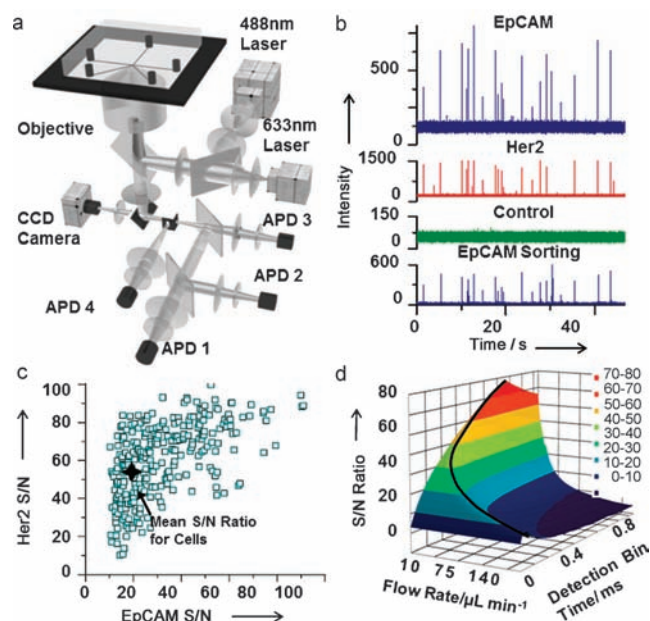 a
488nm
Laser
Objective
633nm
Laser
CCD
Camera
APD 3
APD 2
APD 4
APD 1
b
EpCAM
500
0
Her2
1500
0
Control
150
0
EpCAM Sorting
600
0
Intensity
0 20 40
Time / s
c
100
80
60
40
20
0
Her2 S/N
Mean S/N Ratio
for Cells
0 20 40 60 80 100
EpCAM S/N
d
80
60
40
20
0
S/N Ratio
70-80
60-70
50-60
40-50
30-40
20-30
10-20
0-10
10 75 140
Flow Rate/μL min⁻¹
0 0.4 0.8
Detection Bin
Time/ ms